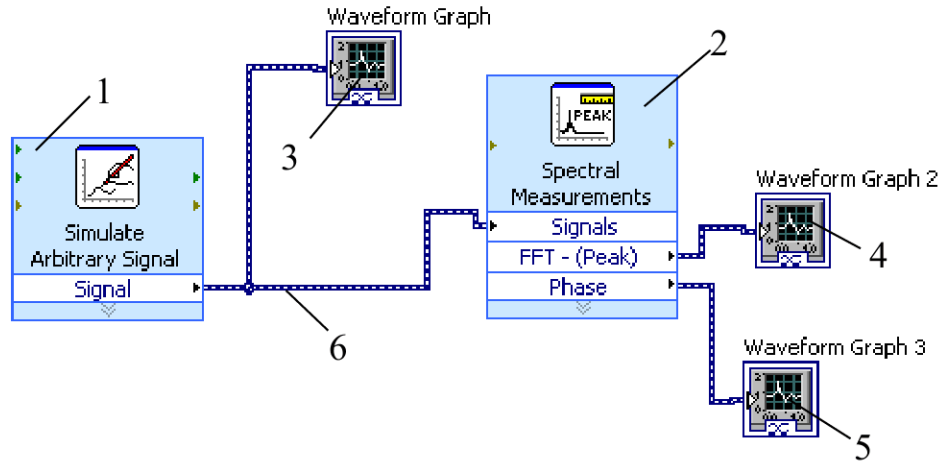 Waveform Graph
1
2
3
PEAK
Simulate
Arbitrary Signal
Signal
6
Spectral
Measurements
Signals
FFT - (Peak)
Phase
Waveform Graph 2
4
Waveform Graph 3
5